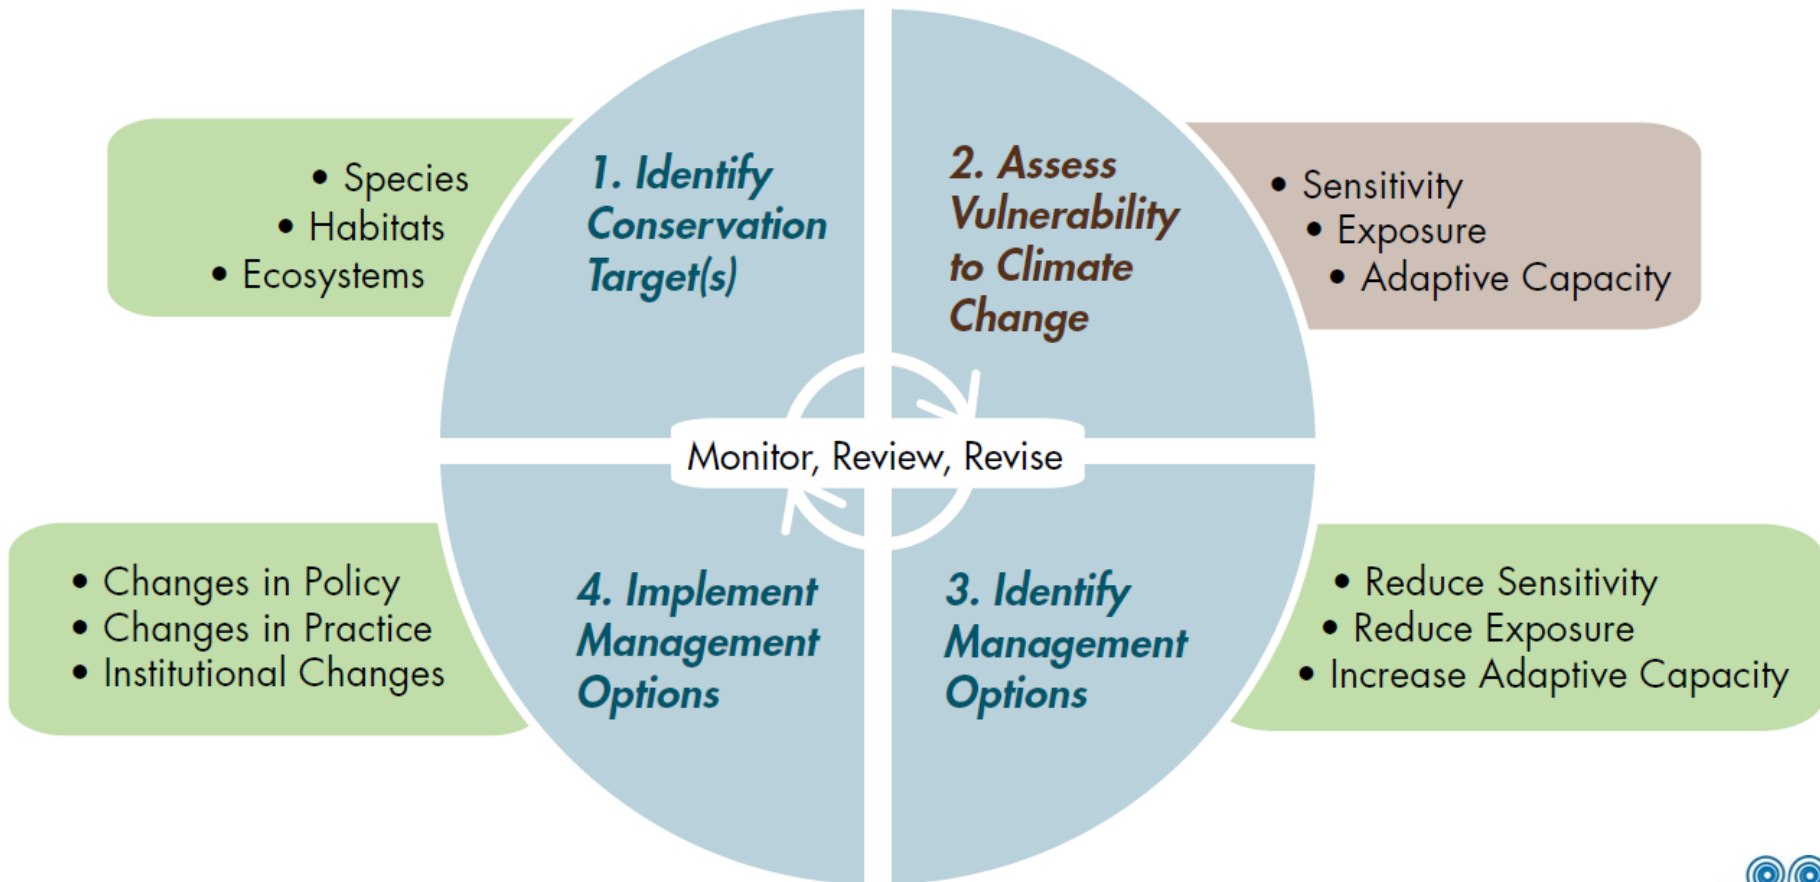 • Species
• Habitats
• Ecosystems
1. Identify
Conservation
Target(s)
2. Assess
Vulnerability
to Climate
Change
• Sensitivity
• Exposure
• Adaptive Capacity
Monitor, Review, Revise
• Changes in Policy
• Changes in Practice
• Institutional Changes
4. Implement
Management
Options
3. Identify
Management
Options
• Reduce Sensitivity
• Reduce Exposure
• Increase Adaptive Capacity